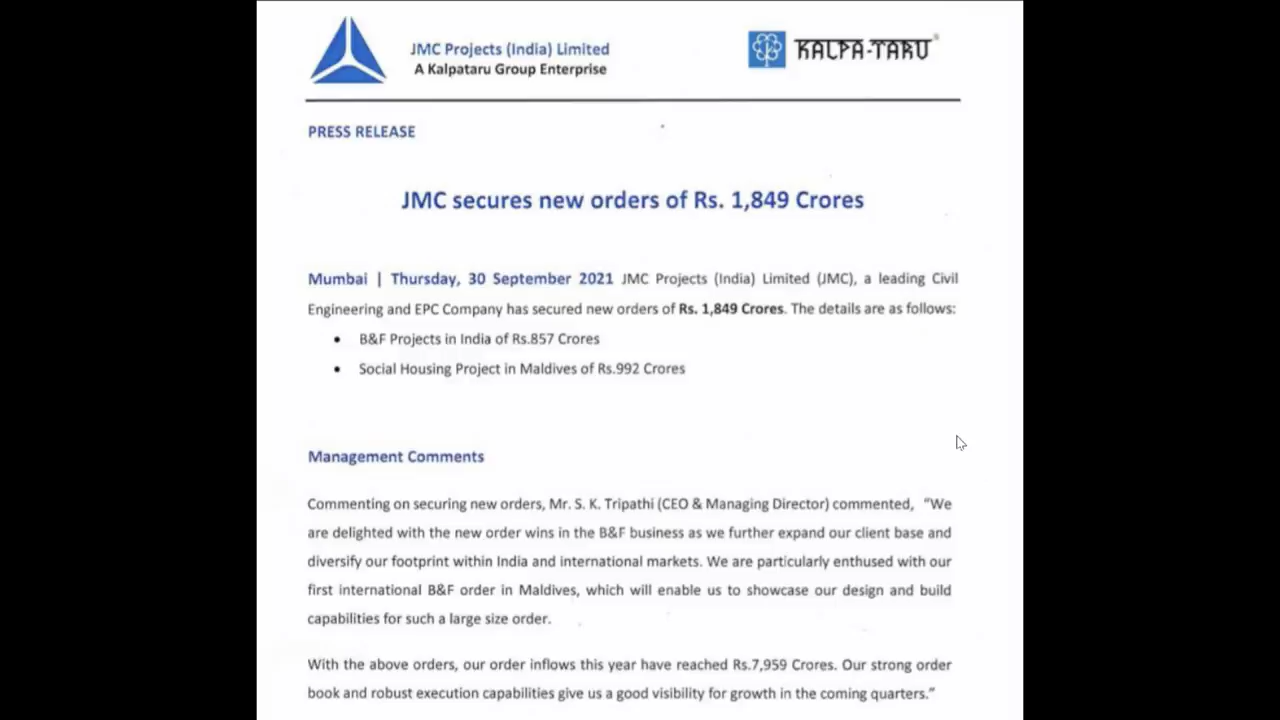 JMC Projects (India) Limited
A Kalpataru Group Enterprise
KALPA-TARU®
PRESS RELEASE
JMC secures new orders of Rs. 1,849 Crores
Mumbai | Thursday, 30 September 2021 JMC Projects (India) Limited (JMC), a leading Civil
Engineering and EPC Company has secured new orders of Rs. 1,849 Crores. The details are as follows:
• B&F Projects in India of Rs.857 Crores
• Social Housing Project in Maldives of Rs.992 Crores
Management Comments
Commenting on securing new orders, Mr. S. K. Tripathi (CEO & Managing Director) commented, “We
are delighted with the new order wins in the B&F business as we further expand our client base and
diversify our footprint within India and international markets. We are particularly enthused with our
first international B&F order in Maldives, which will enable us to showcase our design and build
capabilities for such a large size order.
With the above orders, our order inflows this year have reached Rs.7,959 Crores. Our strong order
book and robust execution capabilities give us a good visibility for growth in the coming quarters.”